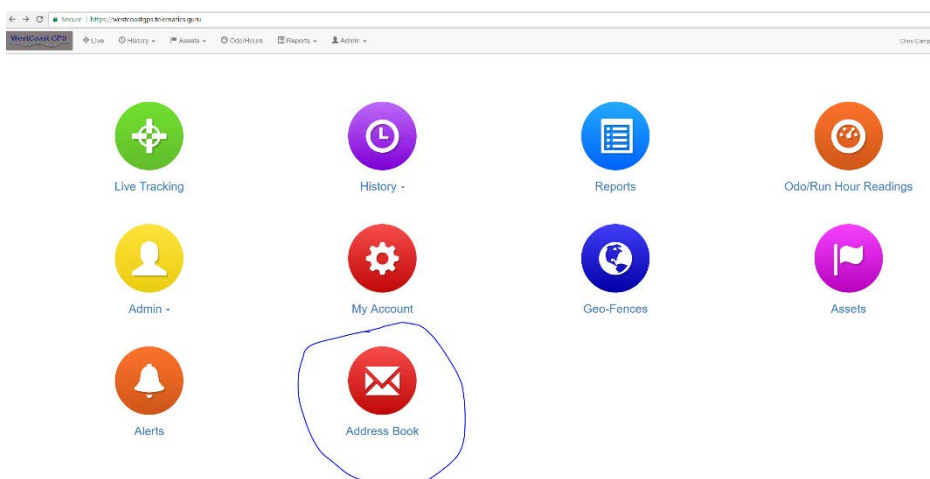 Secure | https://westcoastgps.telematics.guru
WestCoast GPS Live History Assets Odo/Hours Reports Admin
Live Tracking History Reports Odo/Run Hour Readings
Admin My Account Geo-Fences Assets
Alerts Address Book